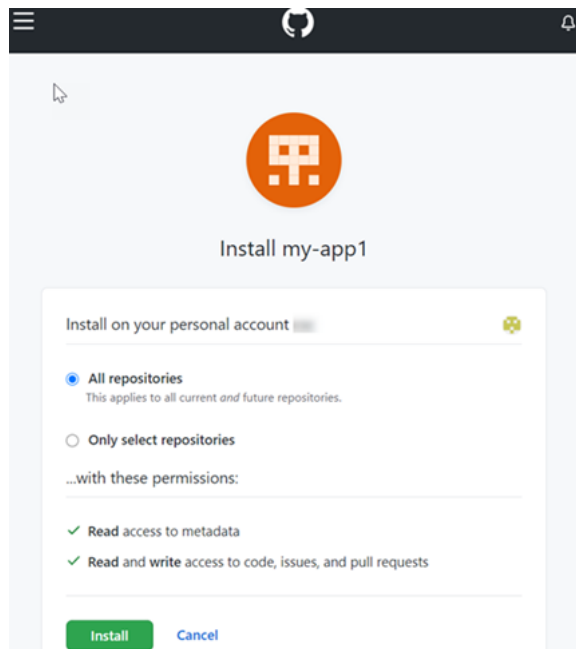 Install my-app1
Install on your personal account
All repositories
This applies to all current and future repositories.
Only select repositories
...with these permissions:
Read access to metadata
Read and write access to code, issues, and pull requests
Install Cancel